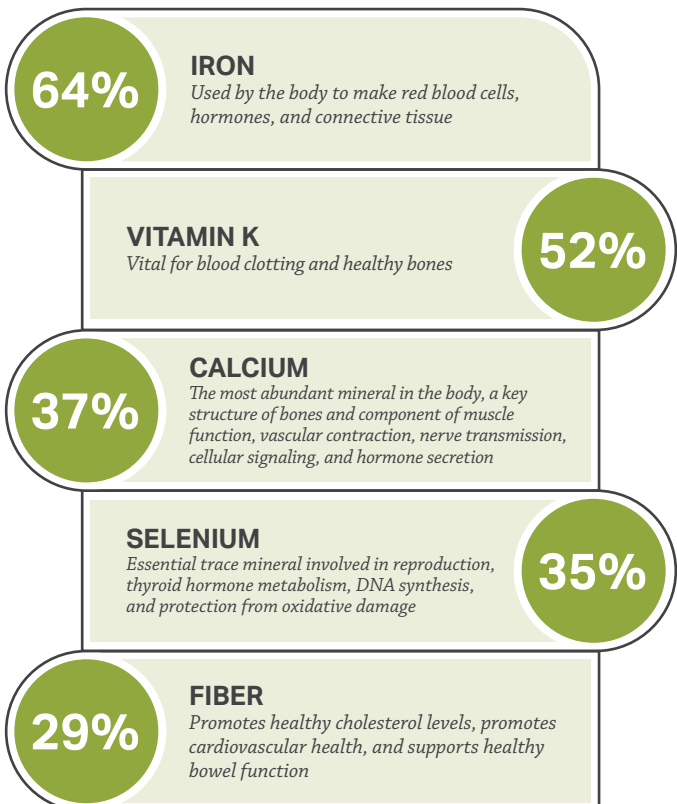 64%
IRON
Used by the body to make red blood cells,
hormones, and connective tissue
VITAMIN K
Vital for blood clotting and healthy bones
52%
37%
CALCIUM
The most abundant mineral in the body, a key
structure of bones and component of muscle
function, vascular contraction, nerve transmission,
cellular signaling, and hormone secretion
SELENIUM
Essential trace mineral involved in reproduction,
thyroid hormone metabolism, DNA synthesis,
and protection from oxidative damage
35%
29%
FIBER
Promotes healthy cholesterol levels, promotes
cardiovascular health, and supports healthy
bowel function